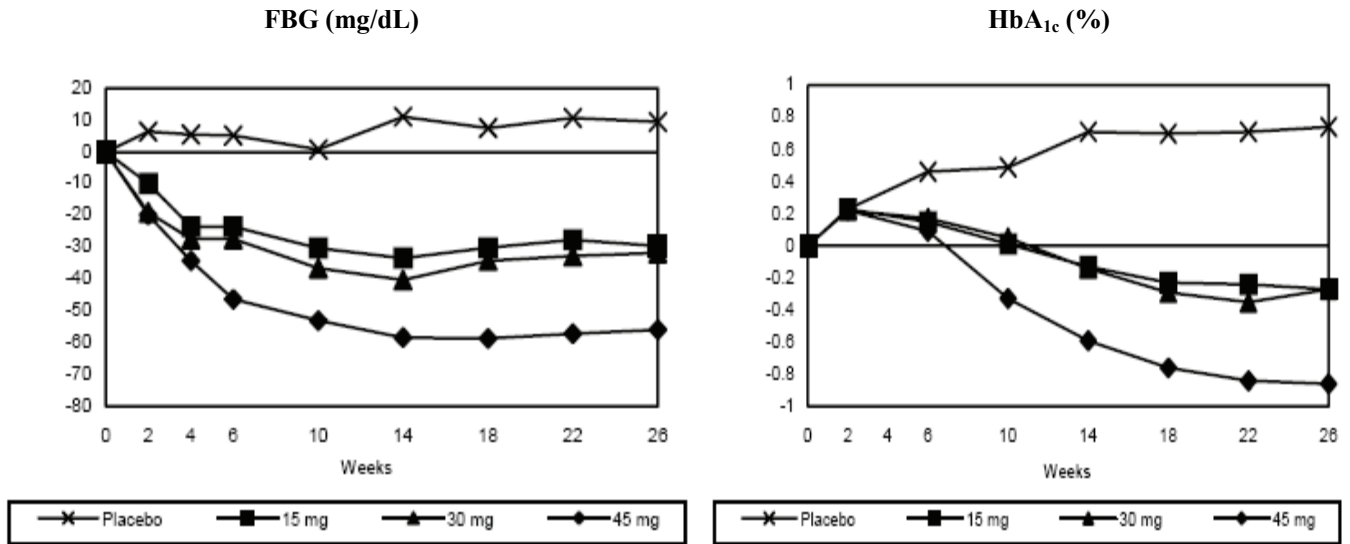 FBG (mg/dL)
20
10
0
-10
-20
-30
-40
-50
-60
-70
-80
0 2 4 6 10 14 18 22 26
Weeks
Placebo 15 mg 30 mg 45 mg
HbA1c (%)
1
0.8
0.6
0.4
0.2
0
-0.2
-0.4
-0.6
-0.8
-1
0 2 4 6 10 14 18 22 26
Weeks
Placebo 15 mg 30 mg 45 mg